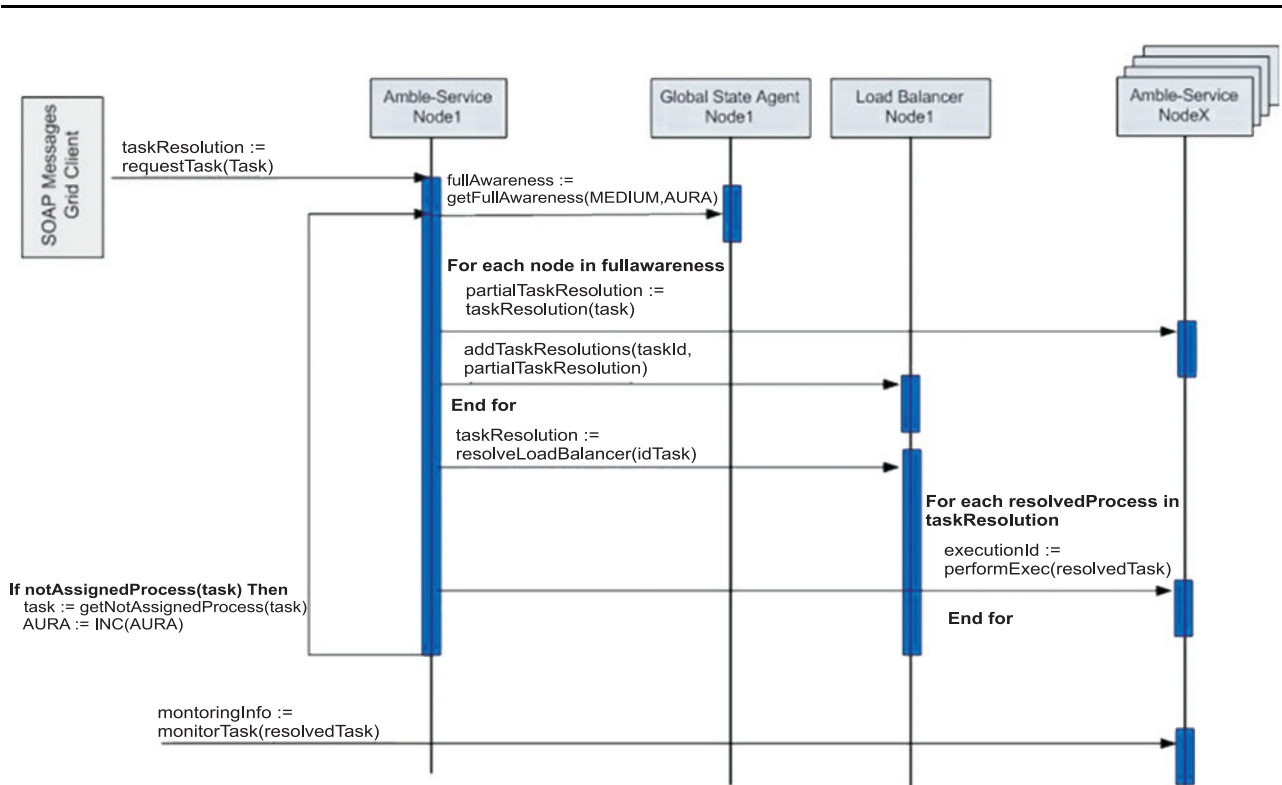 SOAP Messages
Grid Client
Amble-Service
Node1
Global State Agent
Node1
Load Balancer
Node1
Amble-Service
NodeX
taskResolution :=
requestTask(Task)
fullAwareness :=
getFullAwareness(MEDIUM,AURA)
For each node in fullawareness
partialTaskResolution :=
taskResolution(task)
addTaskResolutions(taskId,
partialTaskResolution)
End for
taskResolution :=
resolveLoadBalancer(idTask)
For each resolvedProcess in
taskResolution
executionId :=
performExec(resolvedTask)
End for
If notAssignedProcess(task) Then
task := getNotAssignedProcess(task)
AURA := INC(AURA)
montoringInfo :=
monitorTask(resolvedTask)